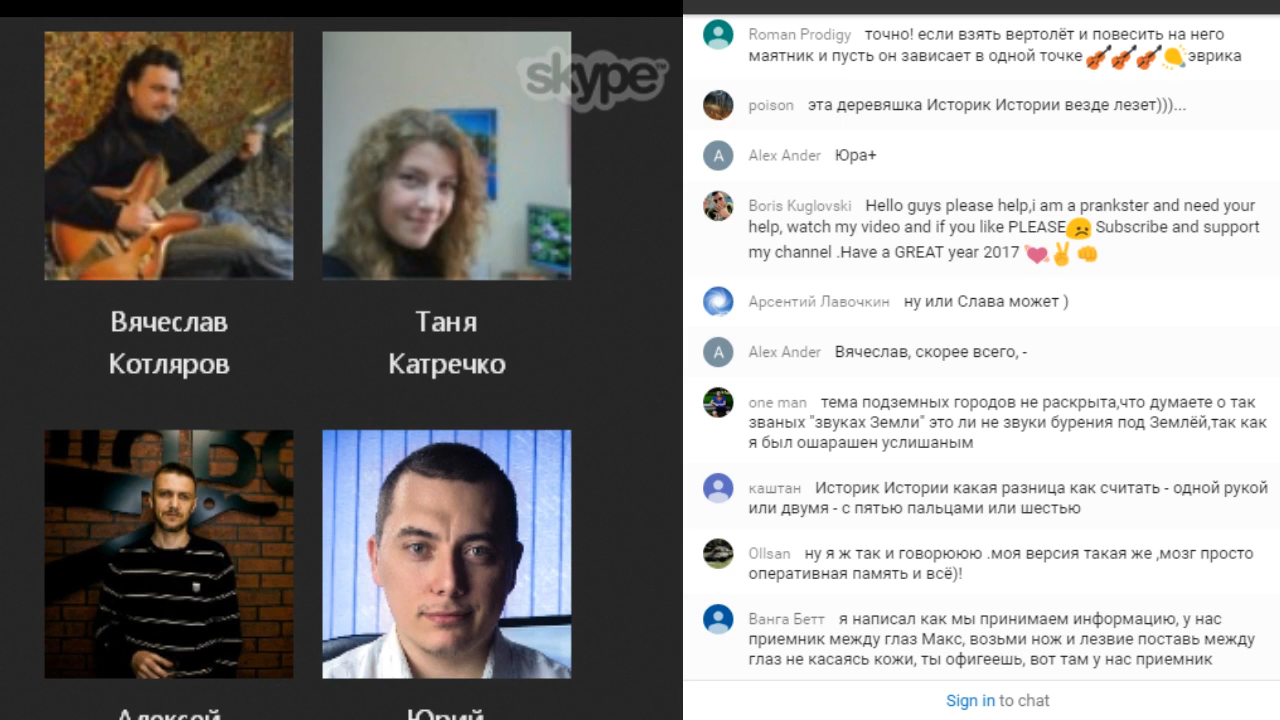 skype™
Вячеслав
Котляров
Таня
Катречко
Алексей
Юрий
Roman Prodigy точно! если взять вертолёт и повесить на него
маятник и пусть он зависает в одной точке 🎻🎻🎻👏эврика
poison эта деревяшка Историк Истории везде лезет)))...
A Alex Ander Юра+
Boris Kuglovski Hello guys please help,i am a prankster and need your
help, watch my video and if you like PLEASE☹️ Subscribe and support
my channel .Have a GREAT year 2017 💘✌👊
Арсентий Лавочкин ну или Слава может )
A Alex Ander Вячеслав, скорее всего, -
one man тема подземных городов не раскрыта,что думаете о так
званых "звуках Земли" это ли не звуки бурения под Землёй,так как
я был ошарашен услишаным
каштан Историк Истории какая разница как считать - одной рукой
или двумя - с пятью пальцами или шестью
Ollsan ну я ж так и говорюю .моя версия такая же ,мозг просто
оперативная память и всё)!
Ванга Бетт я написал как мы принимаем информацию, у нас
приемник между глаз Макс, возьми нож и лезвие поставь между
глаз не касаясь кожи, ты офигеешь, вот там у нас приемник
Sign in to chat